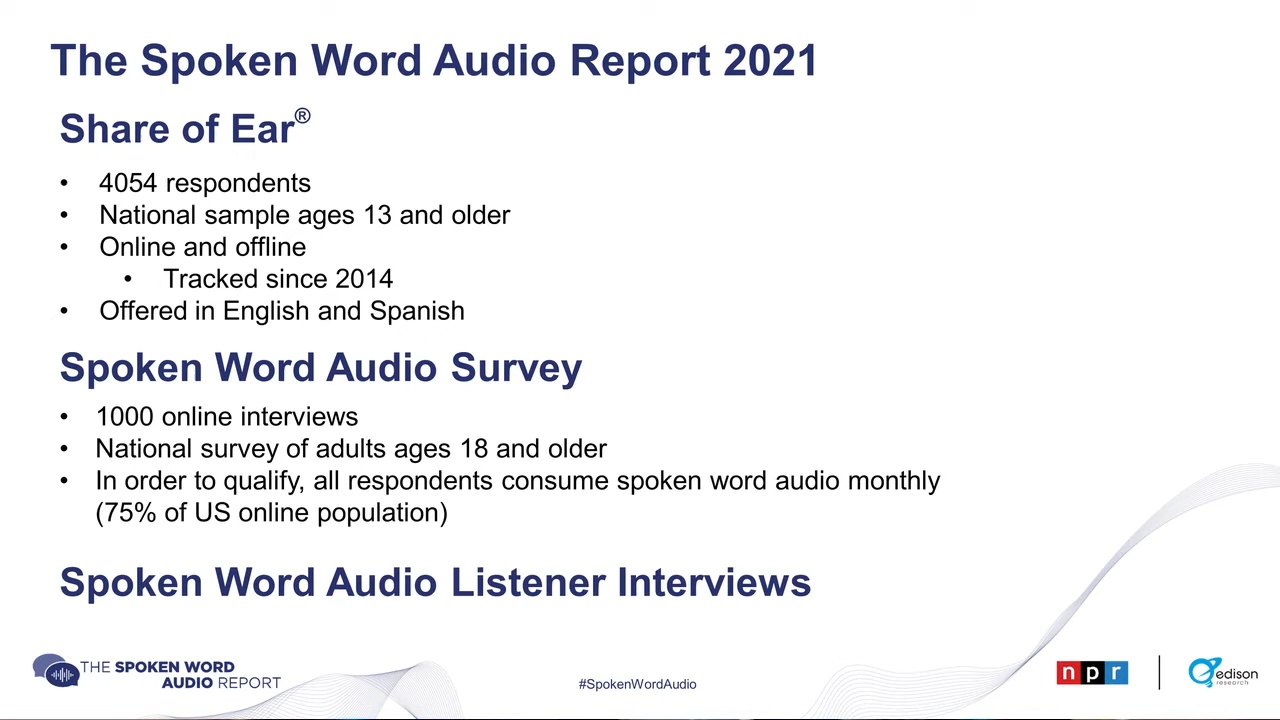 The Spoken Word Audio Report 2021
Share of Ear®
• 4054 respondents
• National sample ages 13 and older
• Online and offline
• Tracked since 2014
• Offered in English and Spanish
Spoken Word Audio Survey
• 1000 online interviews
• National survey of adults ages 18 and older
• In order to qualify, all respondents consume spoken word audio monthly
(75% of US online population)
Spoken Word Audio Listener Interviews
THE SPOKEN WORD
AUDIO REPORT
#SpokenWordAudio
npr
edison
research